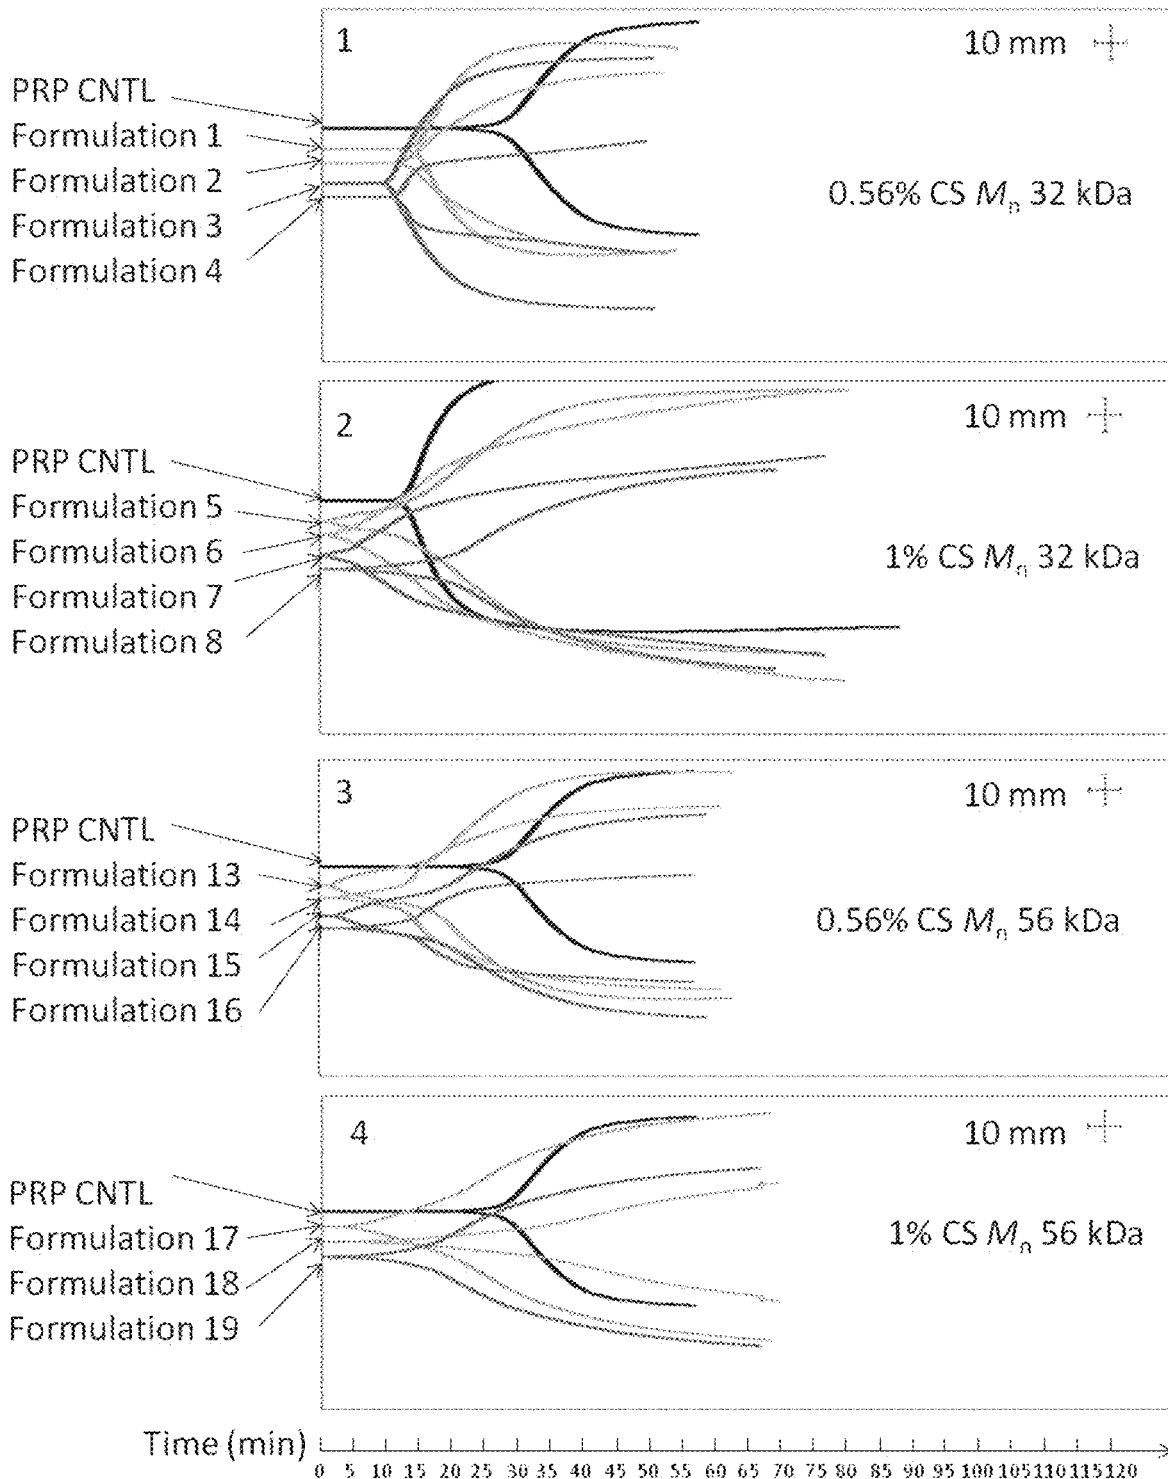 1
10 mm
PRP CNTL
Formulation 1
Formulation 2
Formulation 3
Formulation 4
0.56% CS Mn 32 kDa
2
10 mm
PRP CNTL
Formulation 5
Formulation 6
Formulation 7
Formulation 8
1% CS Mn 32 kDa
3
10 mm
PRP CNTL
Formulation 13
Formulation 14
Formulation 15
Formulation 16
0.56% CS Mn 56 kDa
4
10 mm
PRP CNTL
Formulation 17
Formulation 18
Formulation 19
1% CS Mn 56 kDa
Time (min)
0 5 10 15 20 25 30 35 40 45 50 55 60 65 70 75 80 85 90 95 100 105 110 115 120